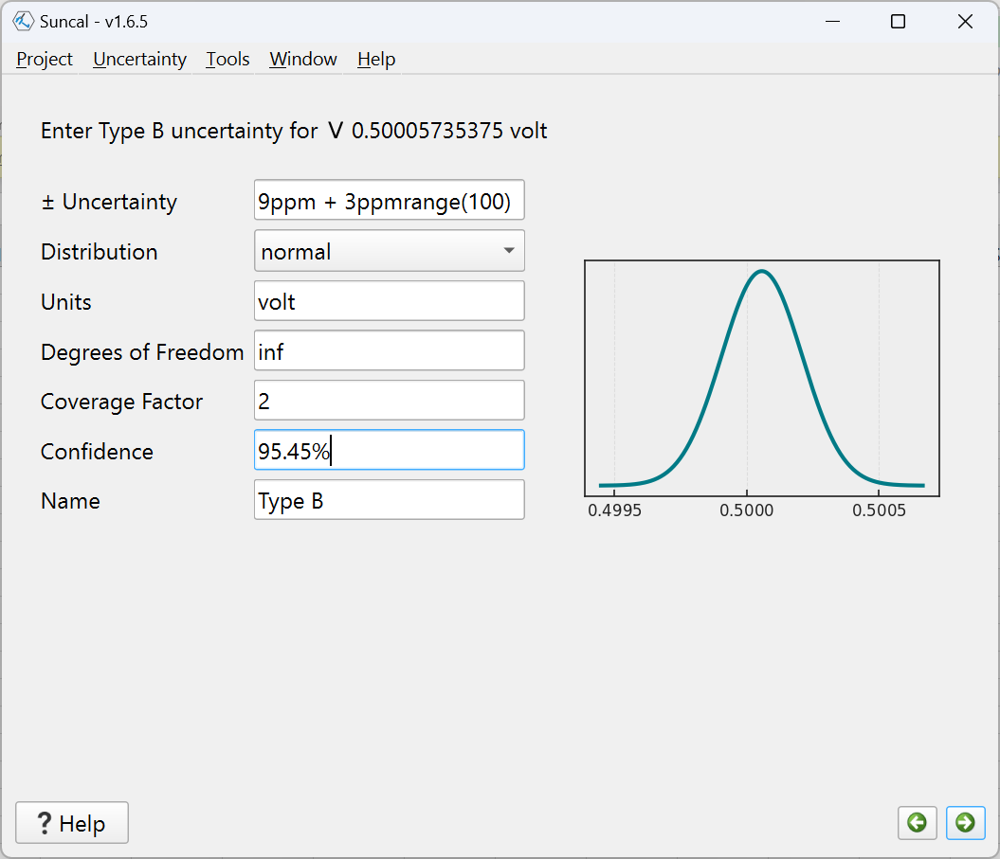 Suncal - v1.6.5
Project Uncertainty Tools Window Help
Enter Type B uncertainty for V 0.50005735375 volt
± Uncertainty 9ppm + 3ppmrange(100)
Distribution normal
Units volt
Degrees of Freedom inf
Coverage Factor 2
Confidence 95.45%
Name Type B
0.4995 0.5000 0.5005
? Help